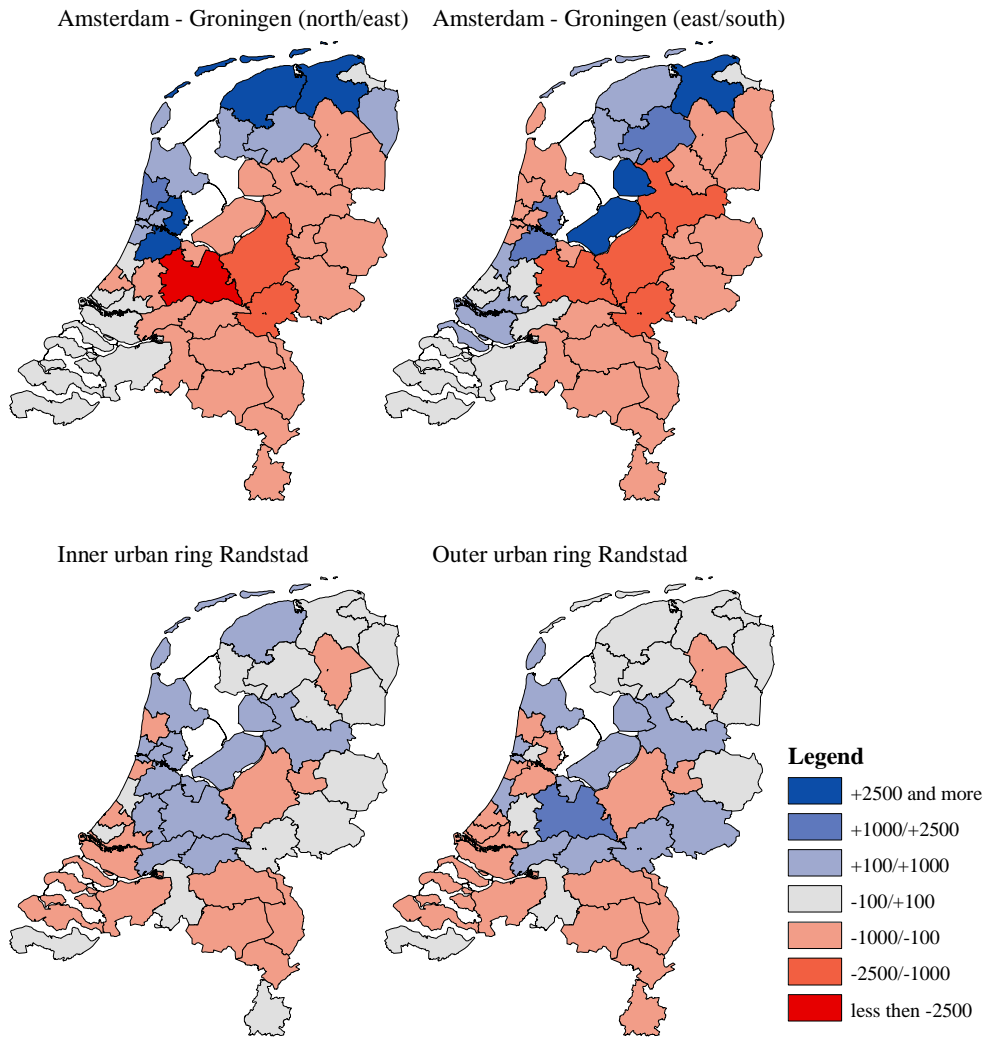 Amsterdam - Groningen (north/east)
Amsterdam - Groningen (east/south)
Inner urban ring Randstad
Outer urban ring Randstad
Legend
+2500 and more
+1000/+2500
+100/+1000
-100/+100
-1000/-100
-2500/-1000
less then -2500